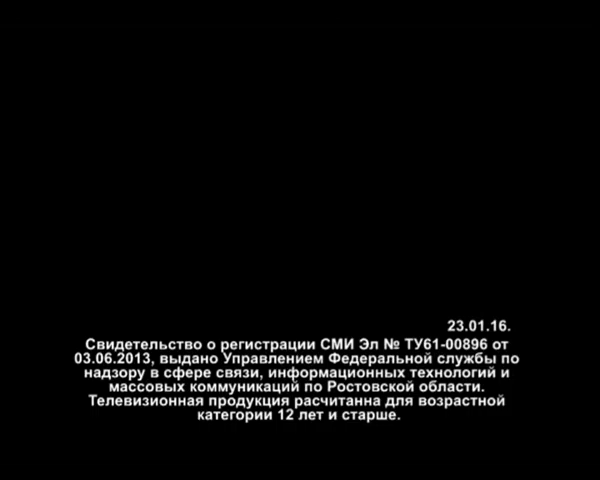 23.01.16.
Свидетельство о регистрации СМИ Эл № ТУ61-00896 от
03.06.2013, выдано Управлением Федеральной службы по
надзору в сфере связи, информационных технологий и
массовых коммуникаций по Ростовской области.
Телевизионная продукция расчитанна для возрастной
категории 12 лет и старше.